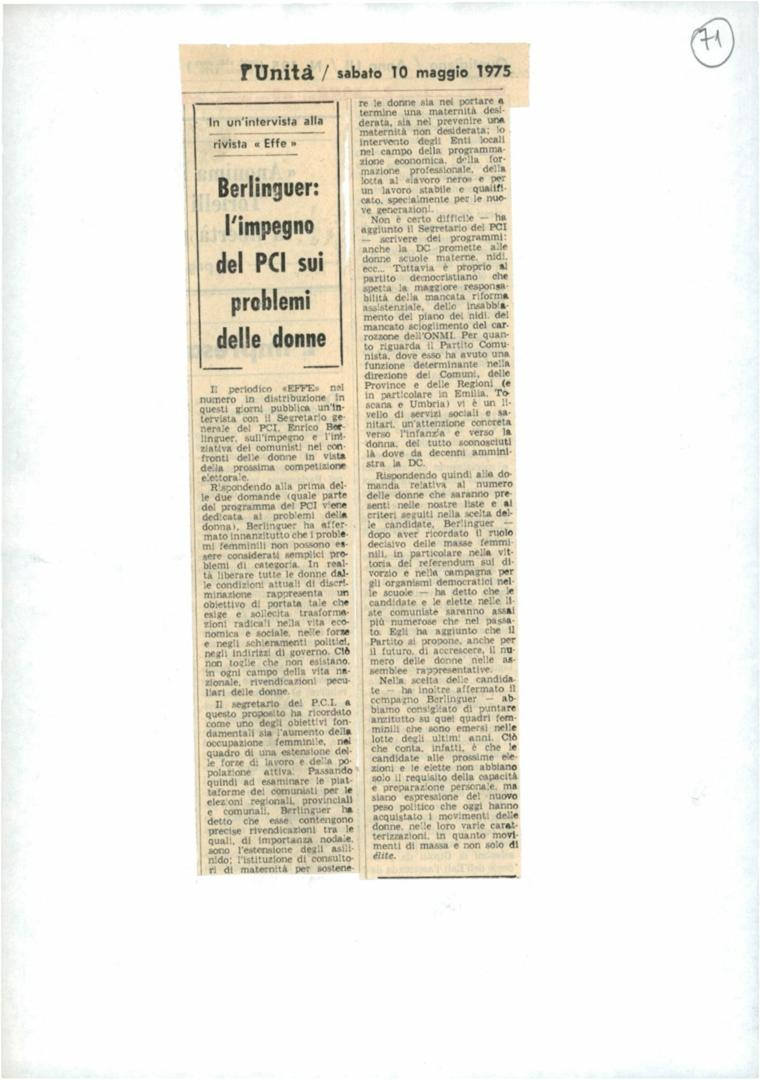 71
l'Unità / sabato 10 maggio 1975
In un'intervista alla
rivista « Effe »
Berlinguer:
l'impegno
del PCI sui
problemi
delle donne
Il periodico «EFFE» nel
numero in distribuzione in
questi giorni pubblica un'in-
tervista con il Segretario ge-
nerale del PCI, Enrico Ber-
linguer, sull'impegno e l'ini-
ziativa dei comunisti nei con-
fronti delle donne in vista
della prossima competizione
elettorale.
Rispondendo alla prima del-
le due domande (quale parte
del programma del PCI viene
dedicata ai problemi della
donna), Berlinguer ha affer-
mato innanzitutto che i proble-
mi femminili non possono es-
sere considerati semplici pro-
blemi di categoria. In real-
tà liberare tutte le donne dal-
le condizioni attuali di discri-
minazione rappresenta un
obiettivo di portata tale che
esige e sollecita trasforma-
zioni radicali nella vita eco-
nomica e sociale, nelle forze
e negli schieramenti politici,
negli indirizzi di governo. Ciò
non toglie che non esistano,
in ogni campo della vita na-
zionale, rivendicazioni pecu-
liari delle donne.
Il segretario del P.C.I. a
questo proposito ha ricordato
come uno degli obiettivi fon-
damentali sia l'aumento della
occupazione femminile, nel
quadro di una estensione del-
le forze di lavoro e della po-
polazione attiva. Passando
quindi ad esaminare le piat-
taforme dei comunisti per le
elezioni regionali, provinciali
e comunali, Berlinguer ha
detto che esse contengono
precise rivendicazioni tra le
quali, di importanza nodale,
sono l'estensione degli asili-
nido; l'istituzione di consulto-
ri di maternità per sostene-
re le donne sia nel portare a
termine una maternità desi-
derata, sia nel prevenire una
maternità non desiderata; lo
intervento degli Enti locali
nel campo della programma-
zione economica, della for-
mazione professionale, della
lotta al «lavoro nero» e per
un lavoro stabile e qualifi-
cato, specialmente per le nuo-
ve generazioni.
Non è certo difficile — ha
aggiunto il Segretario del PCI
— scrivere dei programmi:
anche la DC promette alle
donne scuole materne, nidi,
ecc... Tuttavia è proprio al
partito democristiano che
spetta la maggiore responsa-
bilità della mancata riforma
assistenziale, dello insabbia-
mento del piano dei nidi, del
mancato scioglimento del car-
rozzone dell'ONMI. Per quan-
to riguarda il Partito Comu-
nista, dove esso ha avuto una
funzione determinante nella
direzione dei Comuni, delle
Province e delle Regioni (e
in particolare in Emilia, To-
scana e Umbria) vi è un li-
vello di servizi sociali e sa-
nitari, un'attenzione concreta
verso l'infanzia e verso la
donna, del tutto sconosciuti
là dove da decenni ammini-
stra la DC.
Rispondendo quindi alla do-
manda relativa al numero
delle donne che saranno pre-
senti nelle nostre liste e ai
criteri seguiti nella scelta del-
le candidate, Berlinguer —
dopo aver ricordato il ruolo
decisivo delle masse femmi-
nili, in particolare nella vit-
toria del referendum sul di-
vorzio e nella campagna per
gli organismi democratici nel-
le scuole — ha detto che le
candidate e le elette nelle li-
ste comuniste saranno assai
più numerose che nel passa-
to. Egli ha aggiunto che il
Partito si propone, anche per
il futuro, di accrescere, il nu-
mero delle donne nelle as-
semblee rappresentative.
Nella scelta delle candida-
te — ha inoltre affermato il
compagno Berlinguer — ab-
biamo consigliato di puntare
anzitutto su quei quadri fem-
minili che sono emersi nelle
lotte degli ultimi anni. Ciò
che conta, infatti, è che le
candidate alle prossime ele-
zioni e le elette non abbiano
solo il requisito della capacità
e preparazione personale, ma
siano espressione del nuovo
peso politico che oggi hanno
acquistato i movimenti delle
donne, nelle loro varie carat-
terizzazioni, in quanto movi-
menti di massa e non solo di
élite.